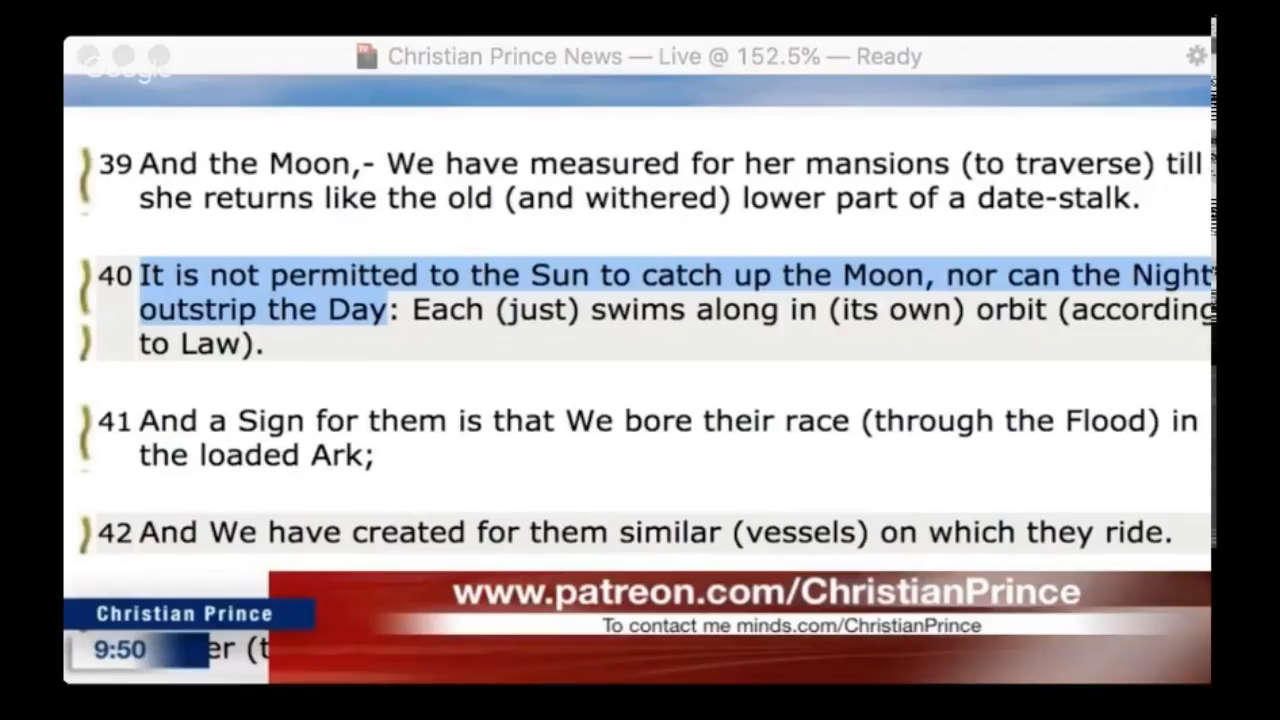 Christian Prince News — Live @ 152.5% — Ready
Google
39 And the Moon,- We have measured for her mansions (to traverse) till
she returns like the old (and withered) lower part of a date-stalk.
40 It is not permitted to the Sun to catch up the Moon, nor can the Night
outstrip the Day: Each (just) swims along in (its own) orbit (according
to Law).
41 And a Sign for them is that We bore their race (through the Flood) in
the loaded Ark;
42 And We have created for them similar (vessels) on which they ride.
www.patreon.com/ChristianPrince
Christian Prince
To contact me minds.com/ChristianPrince
9:50
er (t